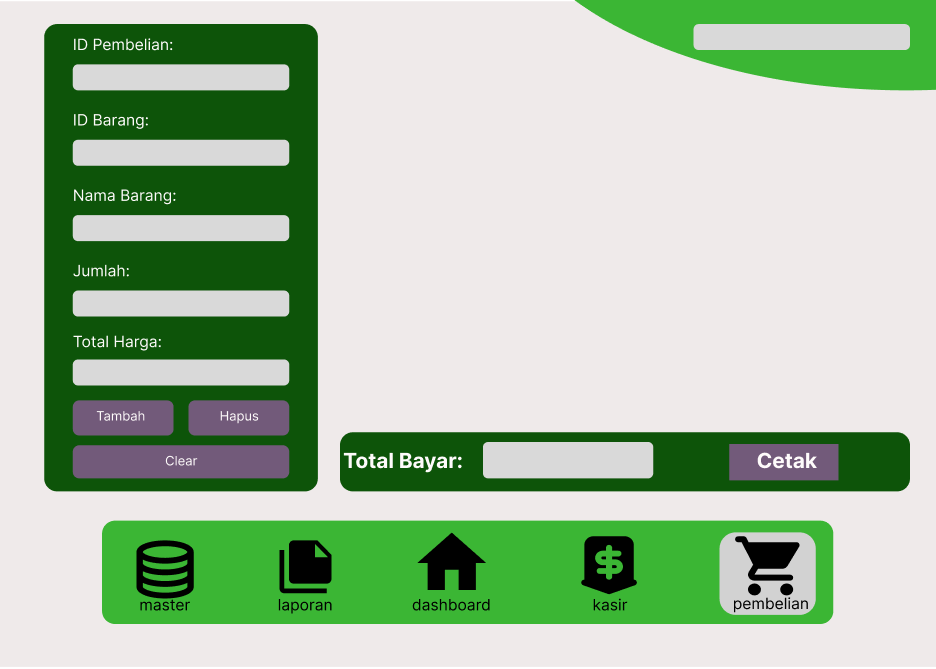 ID Pembelian:
ID Barang:
Nama Barang:
Jumlah:
Total Harga:
Tambah Hapus
Clear
Total Bayar: Cetak
master laporan dashboard kasir pembelian